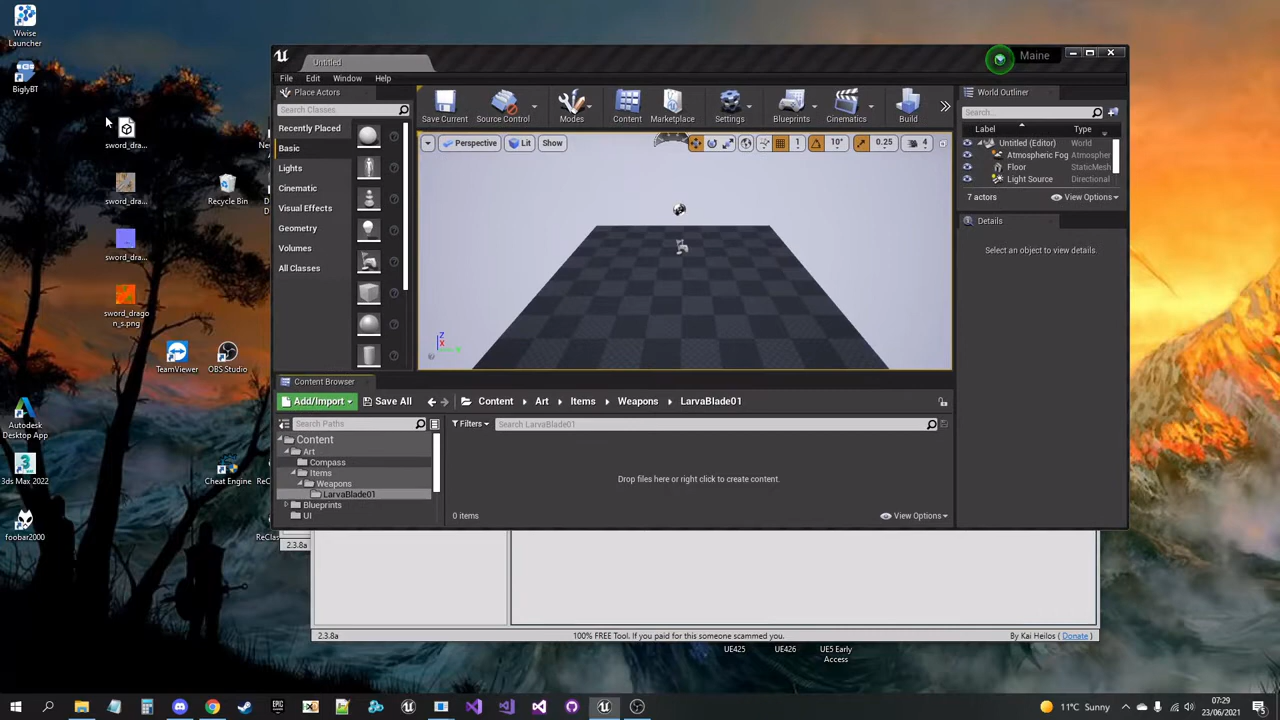 Wwise
Launcher
BiglyBT
sword_dra...
sword_dra...
sword_dra...
sword_drago
n_s.png
Recycle Bin
TeamViewer
OBS Studio
Autodesk
Desktop App
3ds Max 2022
Cheat Engine
foobar2000
Untitled
Maine
File
Edit
Window
Help
Place Actors
Search Classes
Recently Placed
Basic
Lights
Cinematic
Visual Effects
Geometry
Volumes
All Classes
Save Current
Source Control
Modes
Content
Marketplace
Settings
Blueprints
Cinematics
Build
Perspective
Lit
Show
1
10°
0.25
4
Z
X
World Outliner
Search...
Label
Type
Untitled (Editor)
World
Atmospheric Fog
Atmospher
Floor
StaticMesh
Light Source
Directional
7 actors
View Options
Details
Select an object to view details.
Content Browser
Add/Import
Save All
Content
Art
Items
Weapons
LarvaBlade01
Search Paths
Filters
Search LarvaBlade01
Content
Art
Compass
Items
Weapons
LarvaBlade01
Blueprints
UI
Drop files here or right click to create content.
0 items
View Options
2.3.8a
2.3.8a
100% FREE Tool. If you paid for this someone scammed you.
By Kai Heilos ( Donate )
UE425
UE426
UE5 Early
Access
EPIC
11°C Sunny
07:29
23/06/2021